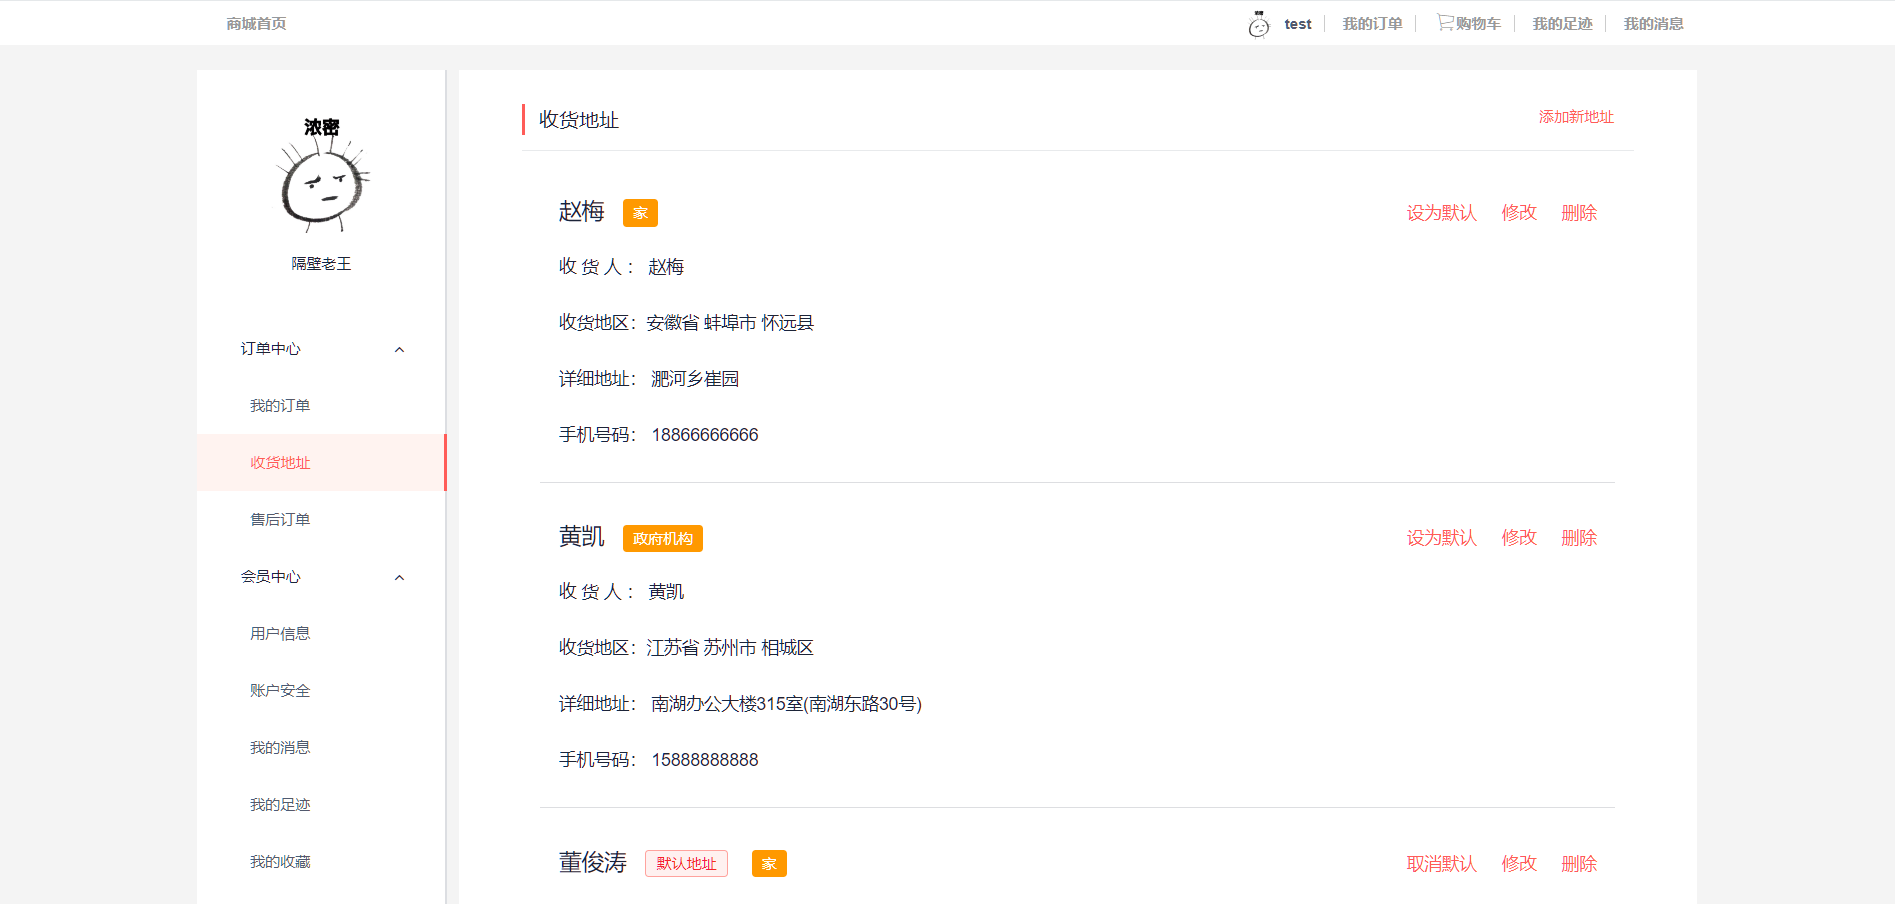 商城首页
test 我的订单 购物车 我的足迹 我的消息
浓密
隔壁老王
订单中心
我的订单
收货地址
售后订单
会员中心
用户信息
账户安全
我的消息
我的足迹
我的收藏
收货地址 添加新地址
赵梅 家 设为默认 修改 删除
收 货 人 ： 赵梅
收货地区：安徽省 蚌埠市 怀远县
详细地址： 淝河乡崔园
手机号码： 18866666666
黄凯 政府机构 设为默认 修改 删除
收 货 人 ： 黄凯
收货地区：江苏省 苏州市 相城区
详细地址： 南湖办公大楼315室(南湖东路30号)
手机号码： 15888888888
董俊涛 默认地址 家 取消默认 修改 删除